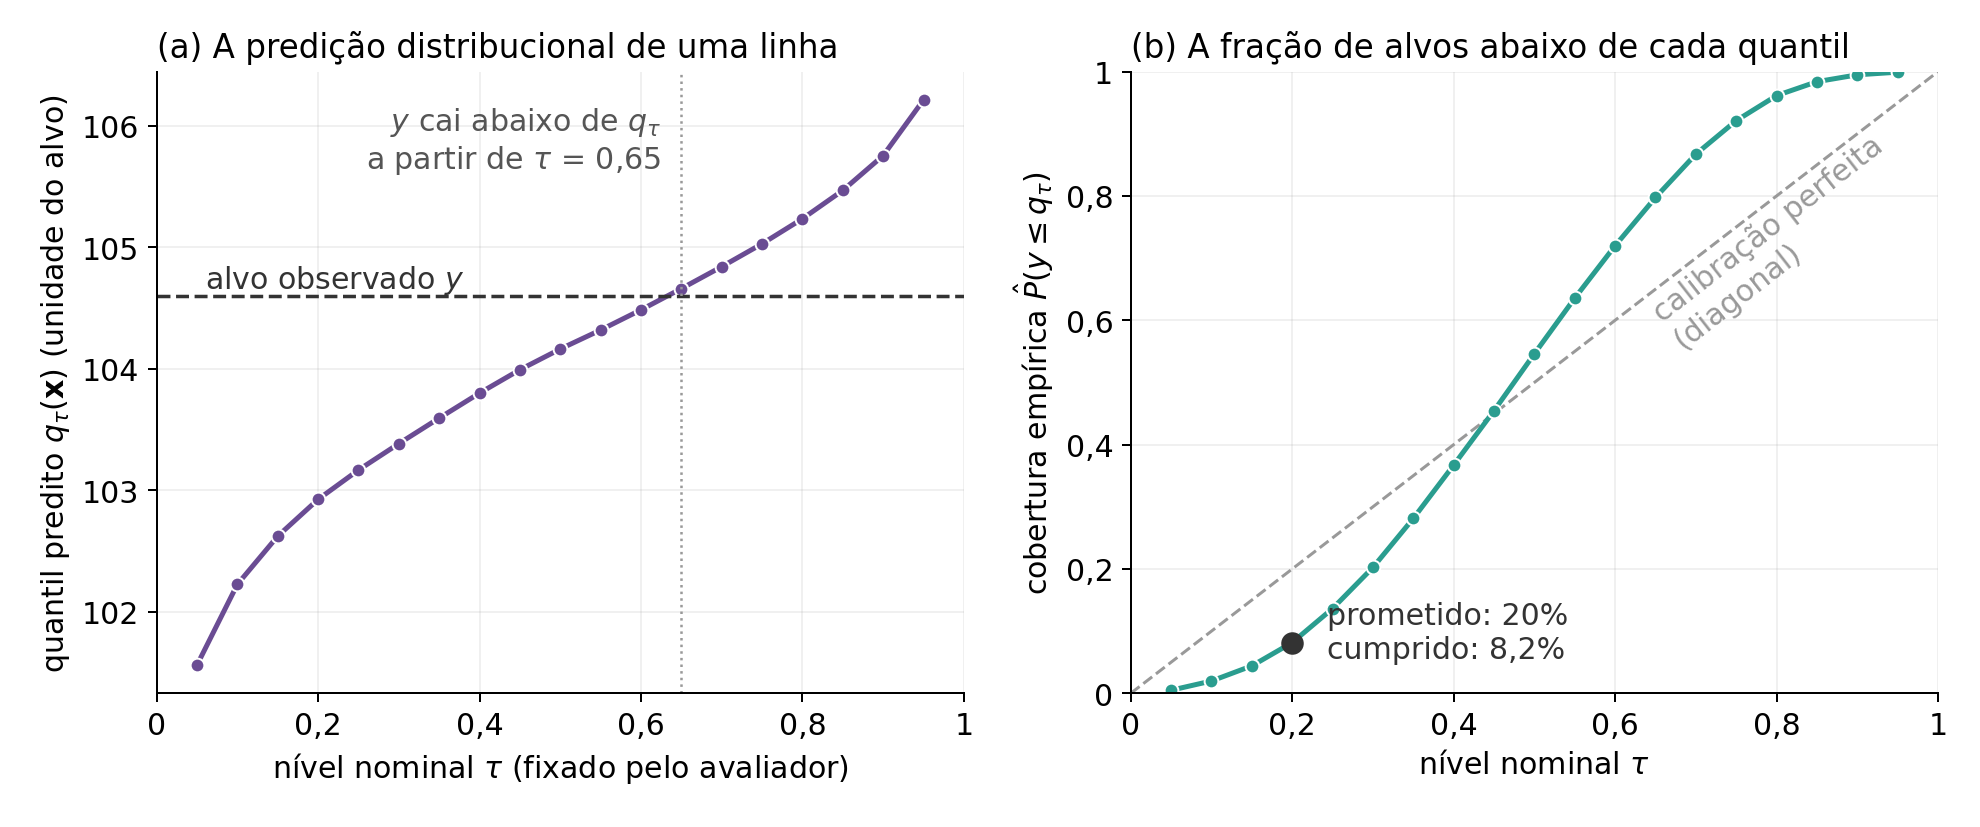 (a) A predição distribucional de uma linha
quantil predito qτ(x) (unidade do alvo)
106
105
104
103
102
y cai abaixo de qτ
a partir de τ = 0,65
alvo observado y
0 0,2 0,4 0,6 0,8 1
nível nominal τ (fixado pelo avaliador)
(b) A fração de alvos abaixo de cada quantil
cobertura empírica P̂(y ≤ qτ)
1
0,8
0,6
0,4
0,2
0
calibração perfeita
(diagonal)
prometido: 20%
cumprido: 8,2%
0 0,2 0,4 0,6 0,8 1
nível nominal τ